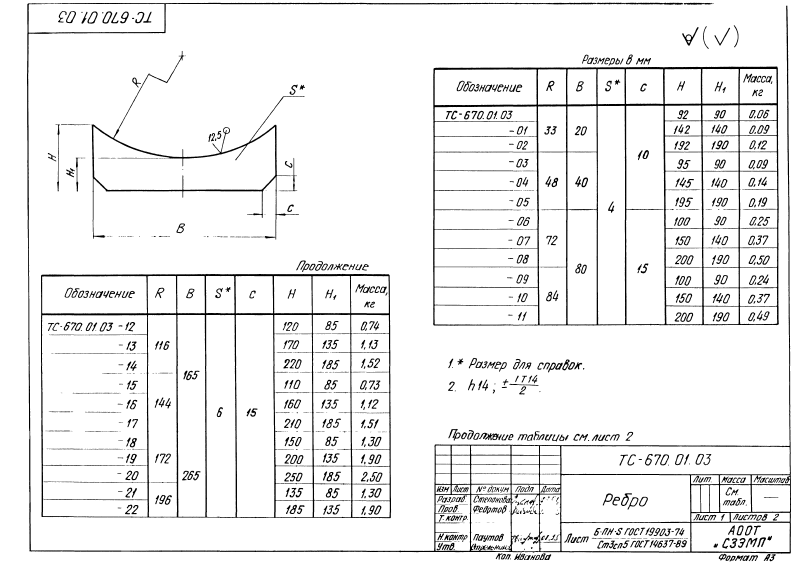 ТС-670.01.03
√ ( √ )
Размеры в мм
Обозначение R B S* c H H₁ Масса, кг
ТС-670.01.03 33 20 4 10 92 90 0,06
-01 142 140 0,09
-02 192 190 0,12
-03 48 40 95 90 0,09
-04 145 140 0,14
-05 195 190 0,19
-06 72 80 15 100 90 0,25
-07 150 140 0,37
-08 200 190 0,50
-09 84 100 90 0,24
-10 150 140 0,37
-11 200 190 0,49
R
S*
12,5
H
H₁
c
c
B
Продолжение
Обозначение R B S* c H H₁ Масса, кг
ТС-670.01.03 -12 116 165 6 15 120 85 0,74
-13 170 135 1,13
-14 220 185 1,52
-15 144 110 85 0,73
-16 160 135 1,12
-17 210 185 1,51
-18 172 265 150 85 1,30
-19 200 135 1,90
-20 250 185 2,50
-21 196 135 85 1,30
-22 185 135 1,90
1.* Размер для справок.
2. h14; ± IT14/2.
Продолжение таблицы см. лист 2
ТС-670.01.03
Изм Лист № докум Подп Дата
Разраб. Степанова
Пров. Федотов
Т. контр.
Н.контр Паутов
Утв.
Ребро
Лит. Масса Масштаб
См. табл. —
Лист 1 Листов 2
Лист Б-ПН-S ГОСТ 19903-74
Ст3сп5 ГОСТ 14637-89
АООТ
„СЗЭМП"
Коп. Иванова
Формат А3